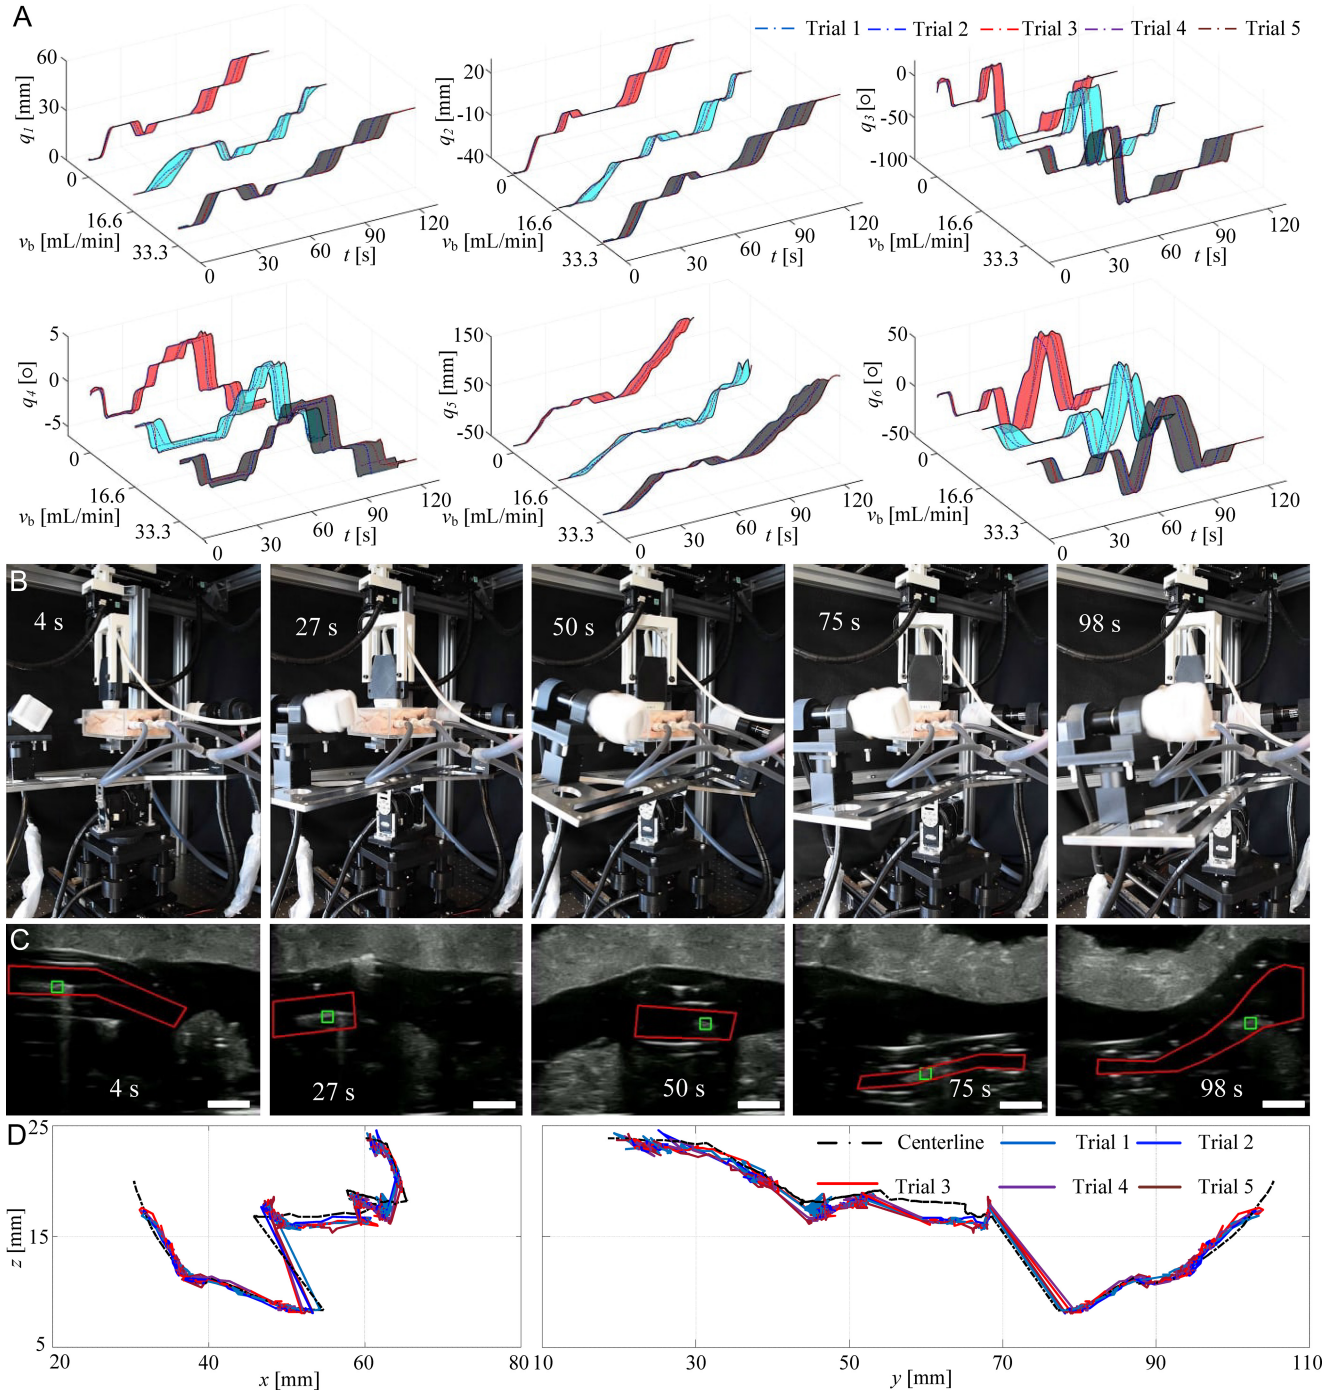 A
Trial 1 Trial 2 Trial 3 Trial 4 Trial 5
q1 [mm]
60
30
0
0
16.6
33.3
vb [mL/min]
0
30
60
90
120
t [s]
q2 [mm]
20
-10
-40
0
16.6
33.3
vb [mL/min]
0
30
60
90
120
t [s]
q3 [o]
0
-50
-100
0
16.6
33.3
vb [mL/min]
0
30
60
90
120
t [s]
q4 [o]
5
0
-5
0
16.6
33.3
vb [mL/min]
0
30
60
90
120
t [s]
q5 [mm]
150
50
-50
0
16.6
33.3
vb [mL/min]
0
30
60
90
120
t [s]
q6 [o]
50
0
-50
0
16.6
33.3
vb [mL/min]
0
30
60
90
120
t [s]
B
4 s 27 s 50 s 75 s 98 s
C
4 s 27 s 50 s 75 s 98 s
D
z [mm]
25
15
5
20 40 60 80
x [mm]
Centerline Trial 1 Trial 2
Trial 3 Trial 4 Trial 5
10 30 50 70 90 110
y [mm]